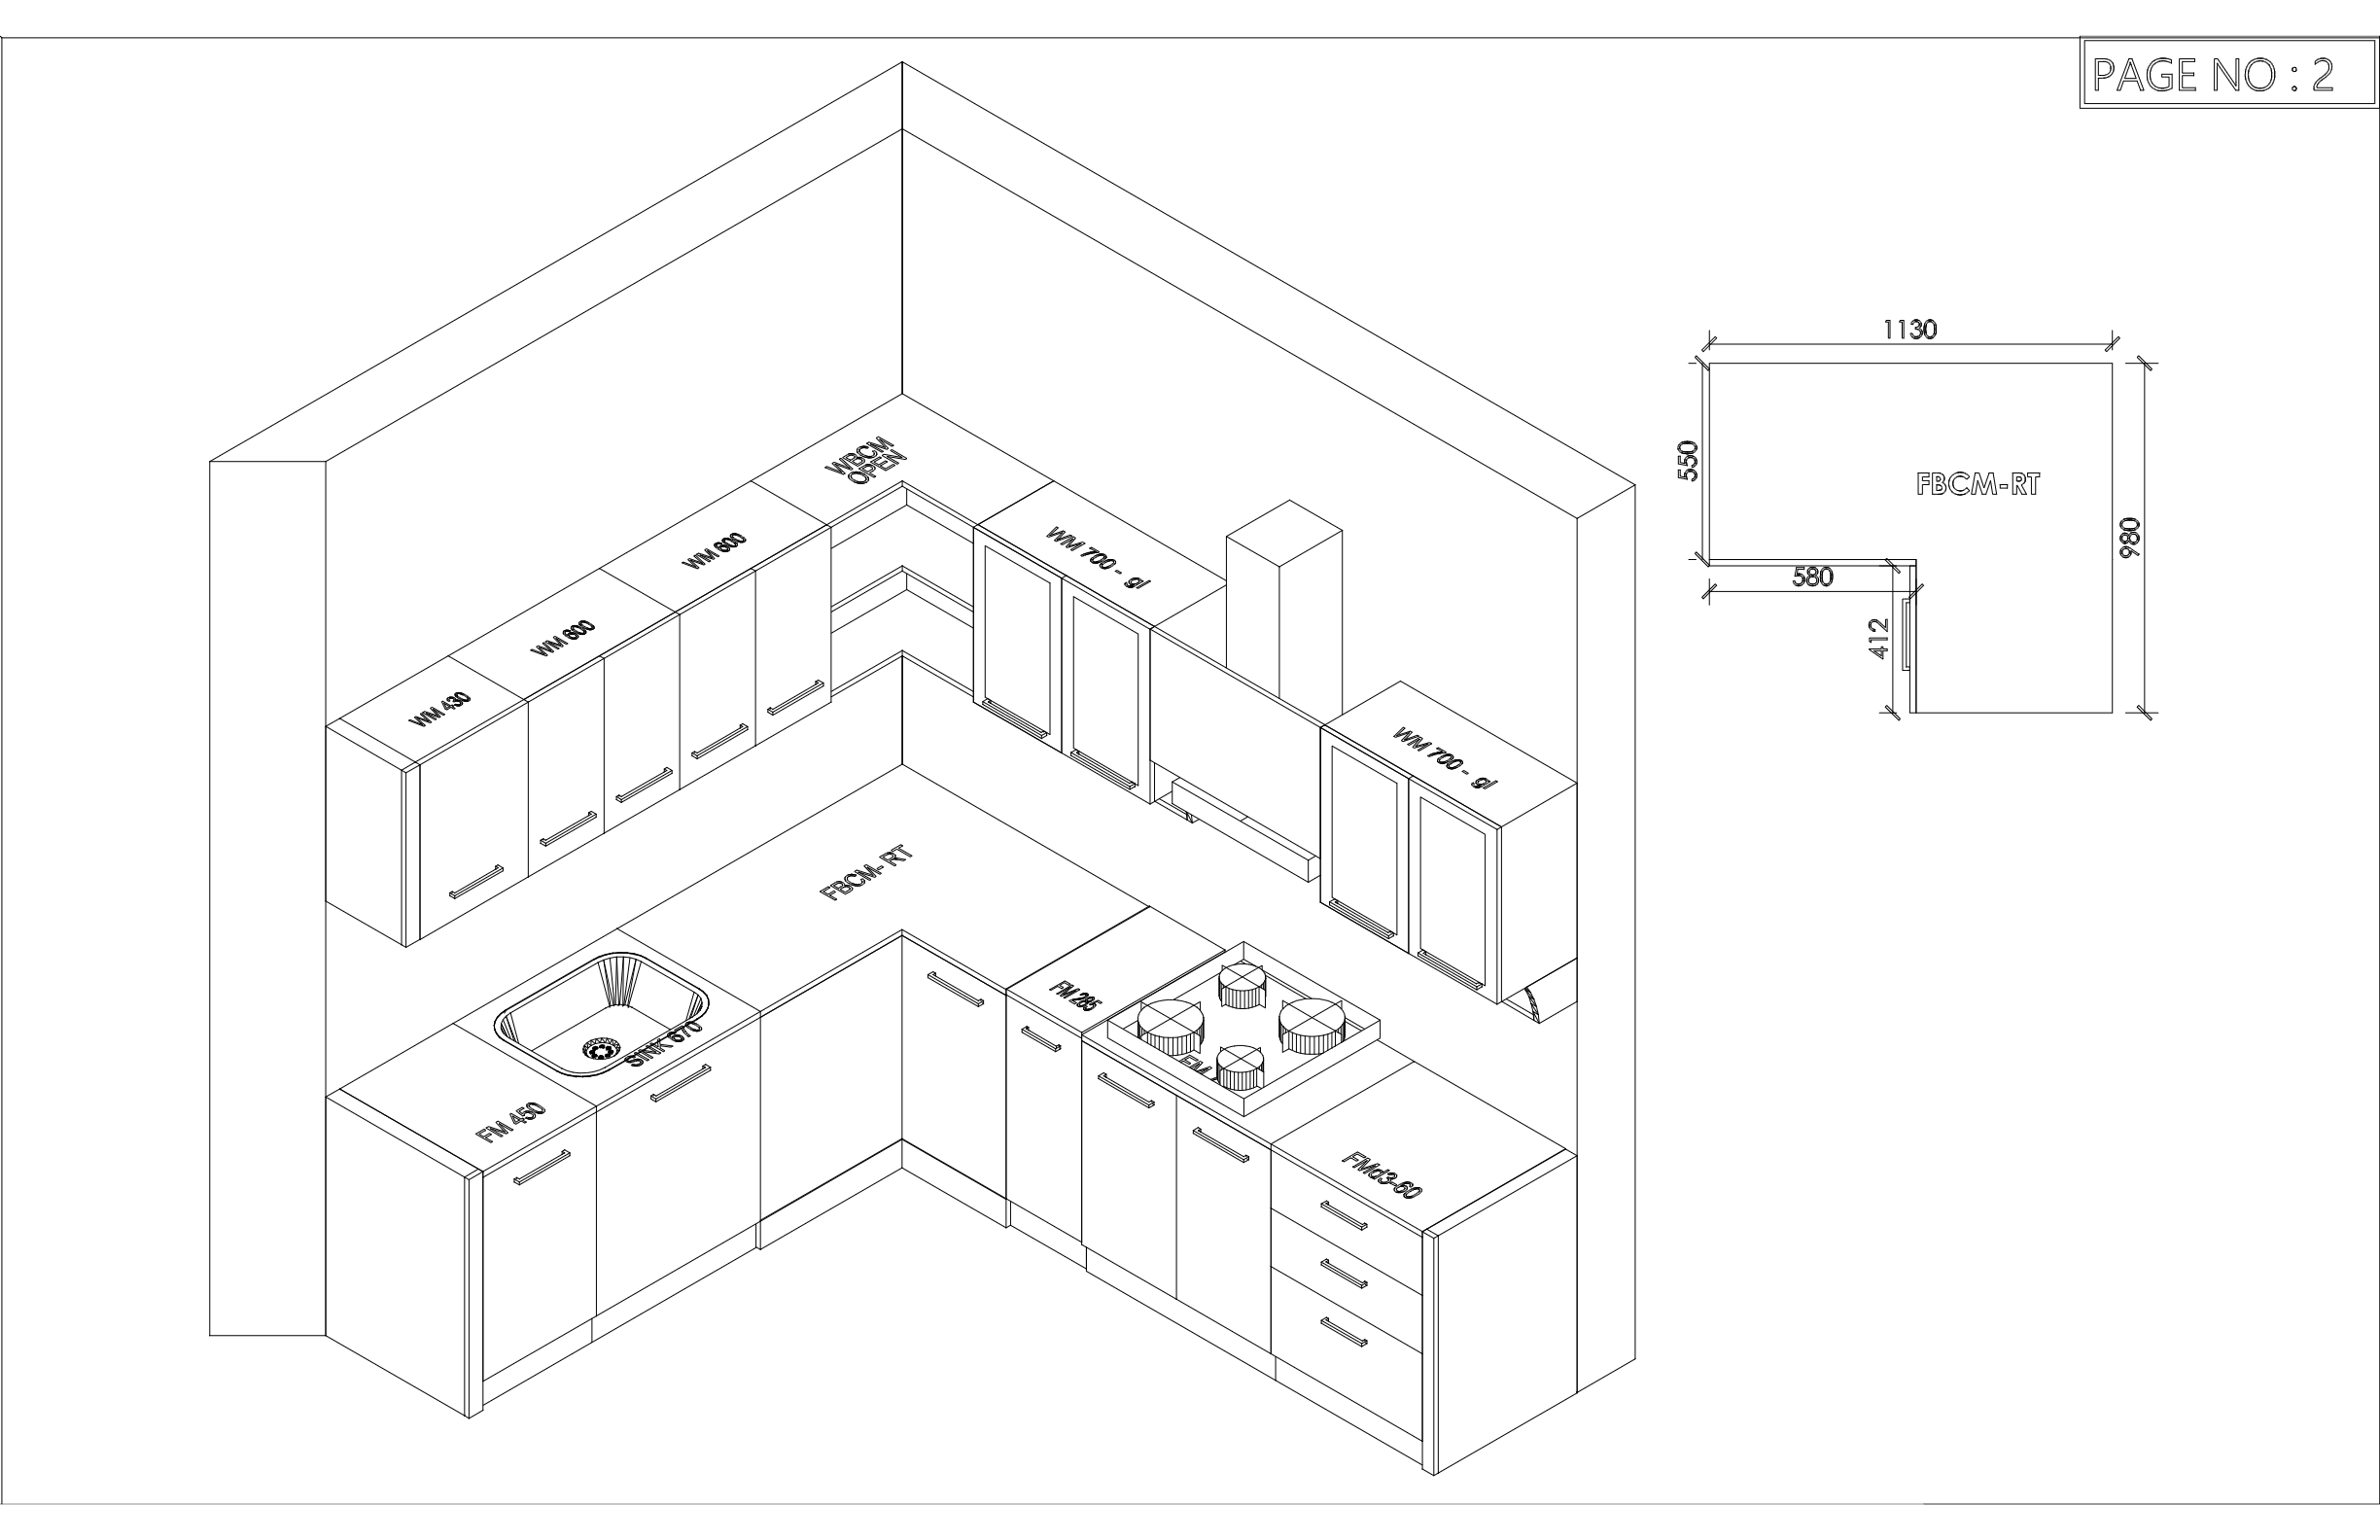 PAGE NO : 2
1130
550
FBCM-RT
980
580
412
WBCM
OPEN
WM 600
WM 700 - gl
WM 600
WM 430
WM 700 - gl
FBCM- RT
FM 285
SINK 670
FM
FM 450
FMd3-60